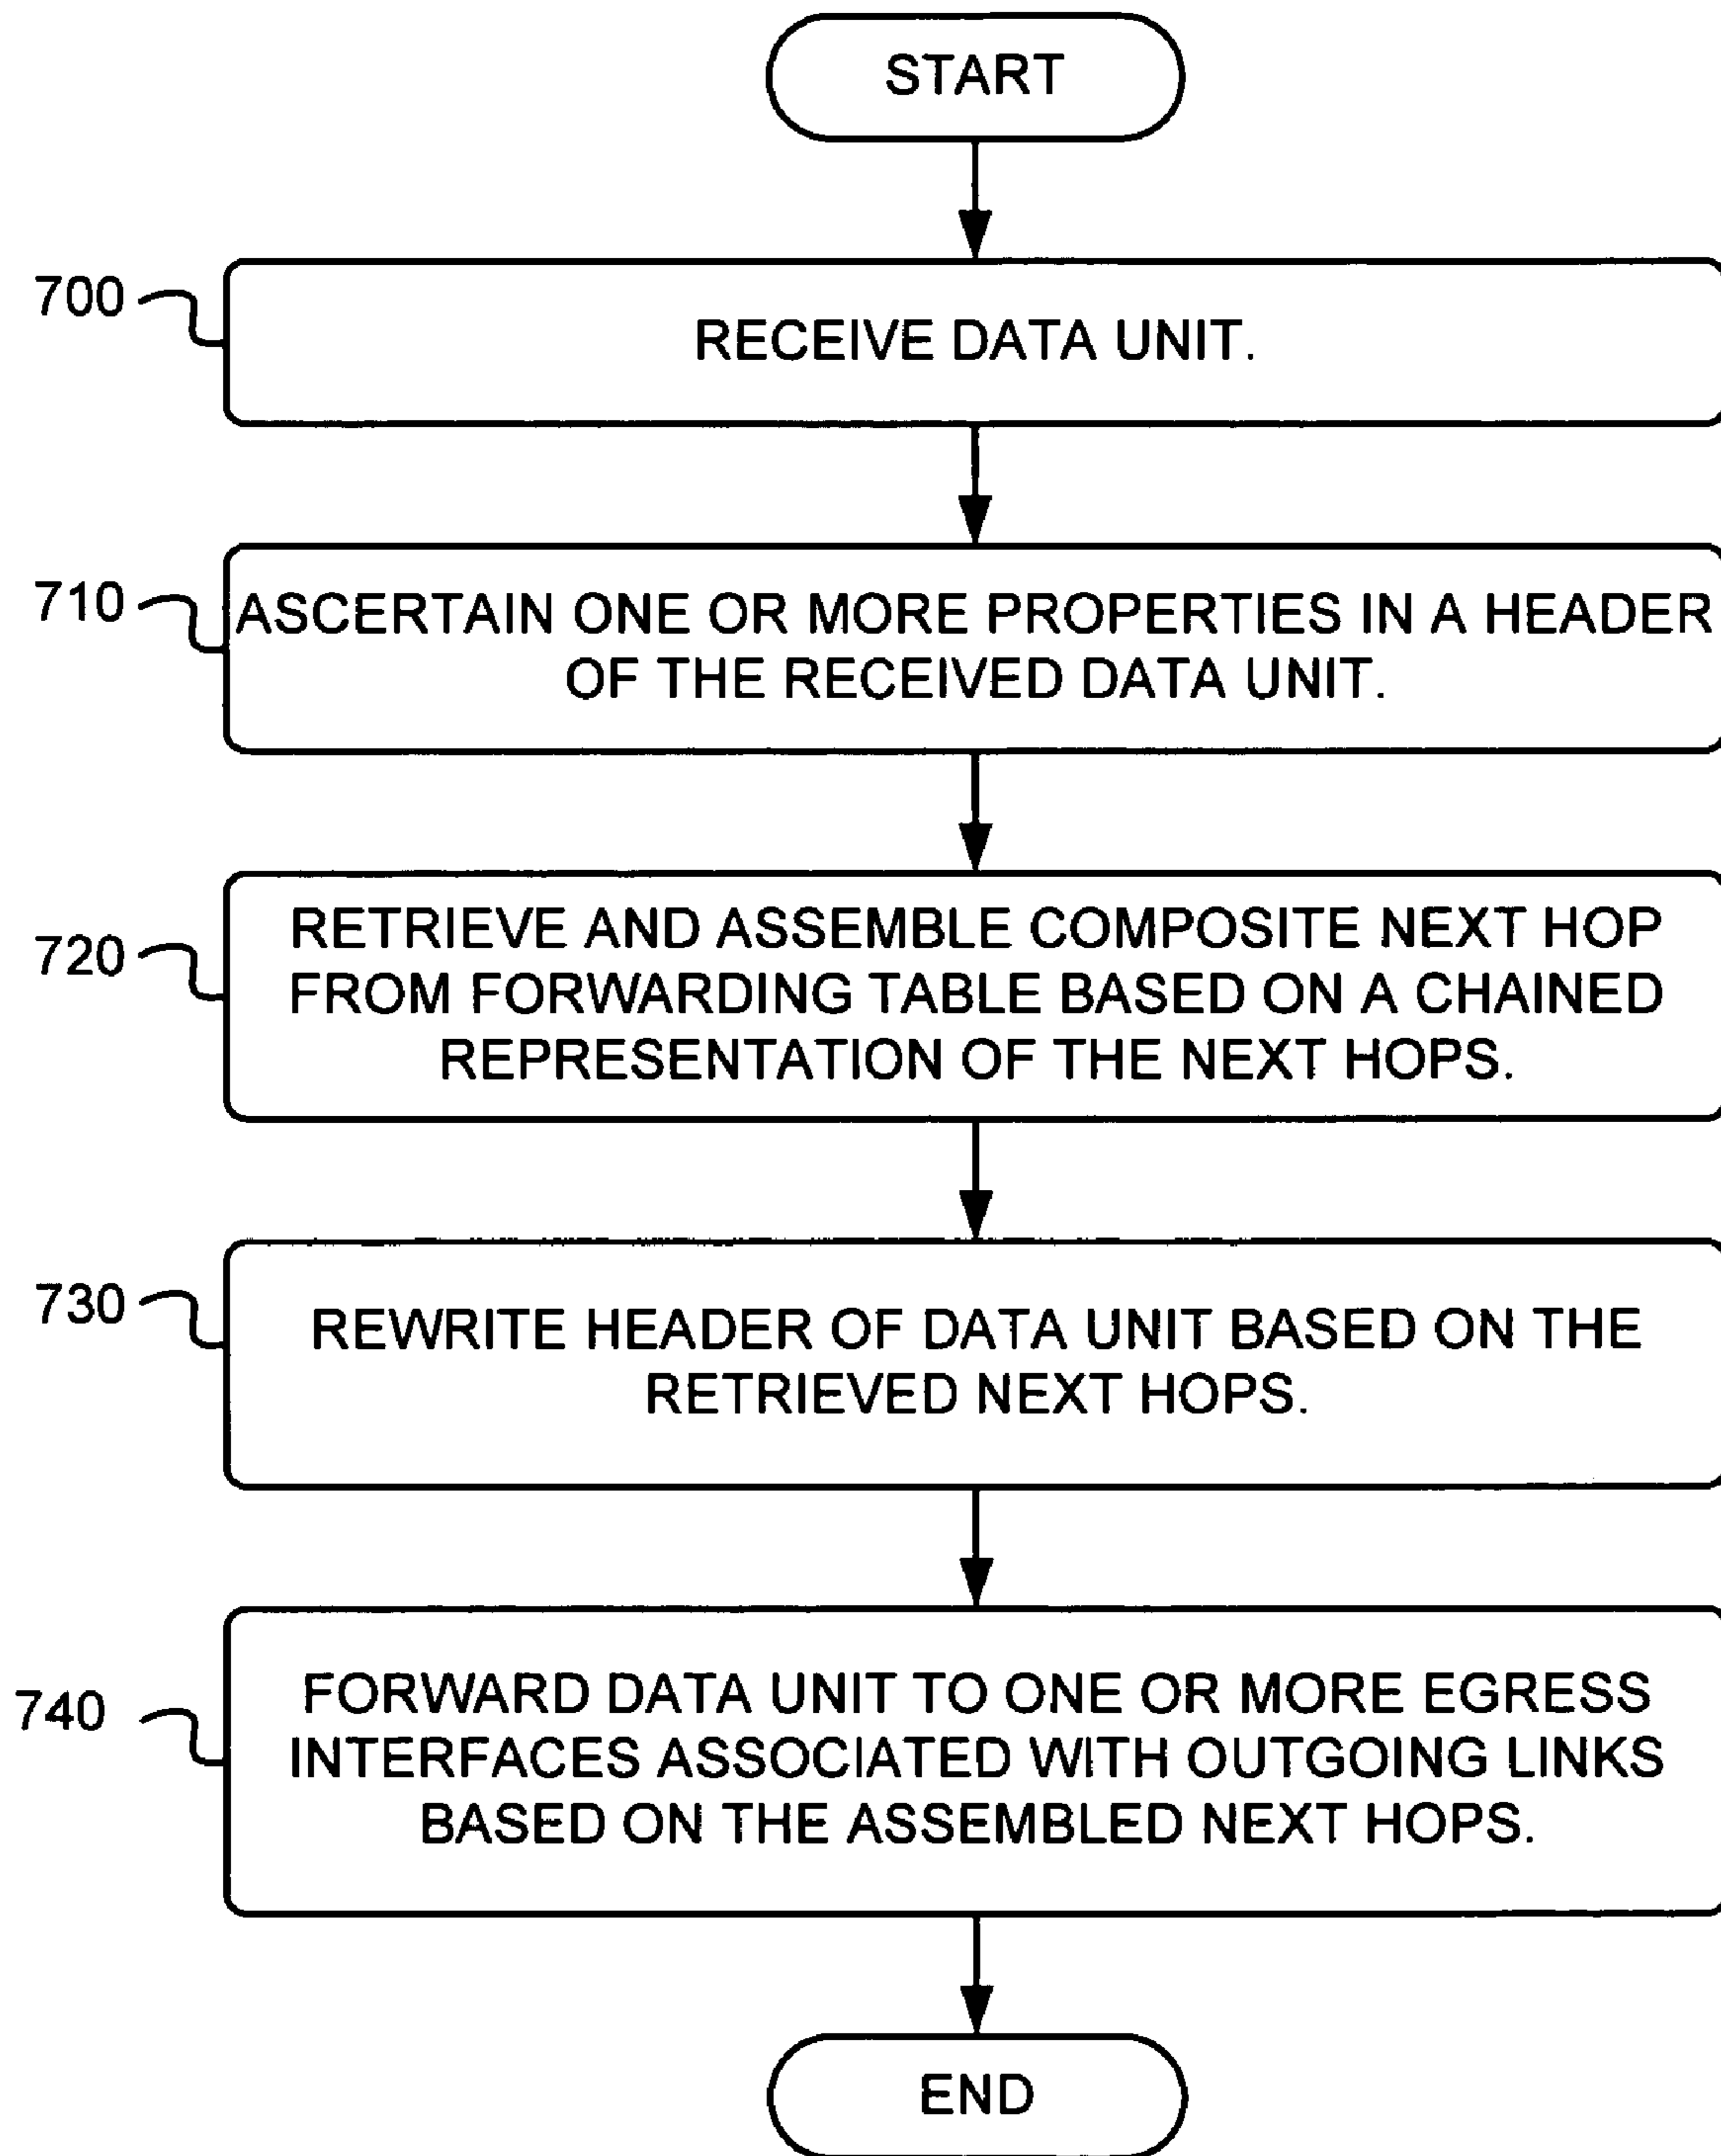 START
700
RECEIVE DATA UNIT.
710
ASCERTAIN ONE OR MORE PROPERTIES IN A HEADER
OF THE RECEIVED DATA UNIT.
720
RETRIEVE AND ASSEMBLE COMPOSITE NEXT HOP
FROM FORWARDING TABLE BASED ON A CHAINED
REPRESENTATION OF THE NEXT HOPS.
730
REWRITE HEADER OF DATA UNIT BASED ON THE
RETRIEVED NEXT HOPS.
740
FORWARD DATA UNIT TO ONE OR MORE EGRESS
INTERFACES ASSOCIATED WITH OUTGOING LINKS
BASED ON THE ASSEMBLED NEXT HOPS.
END